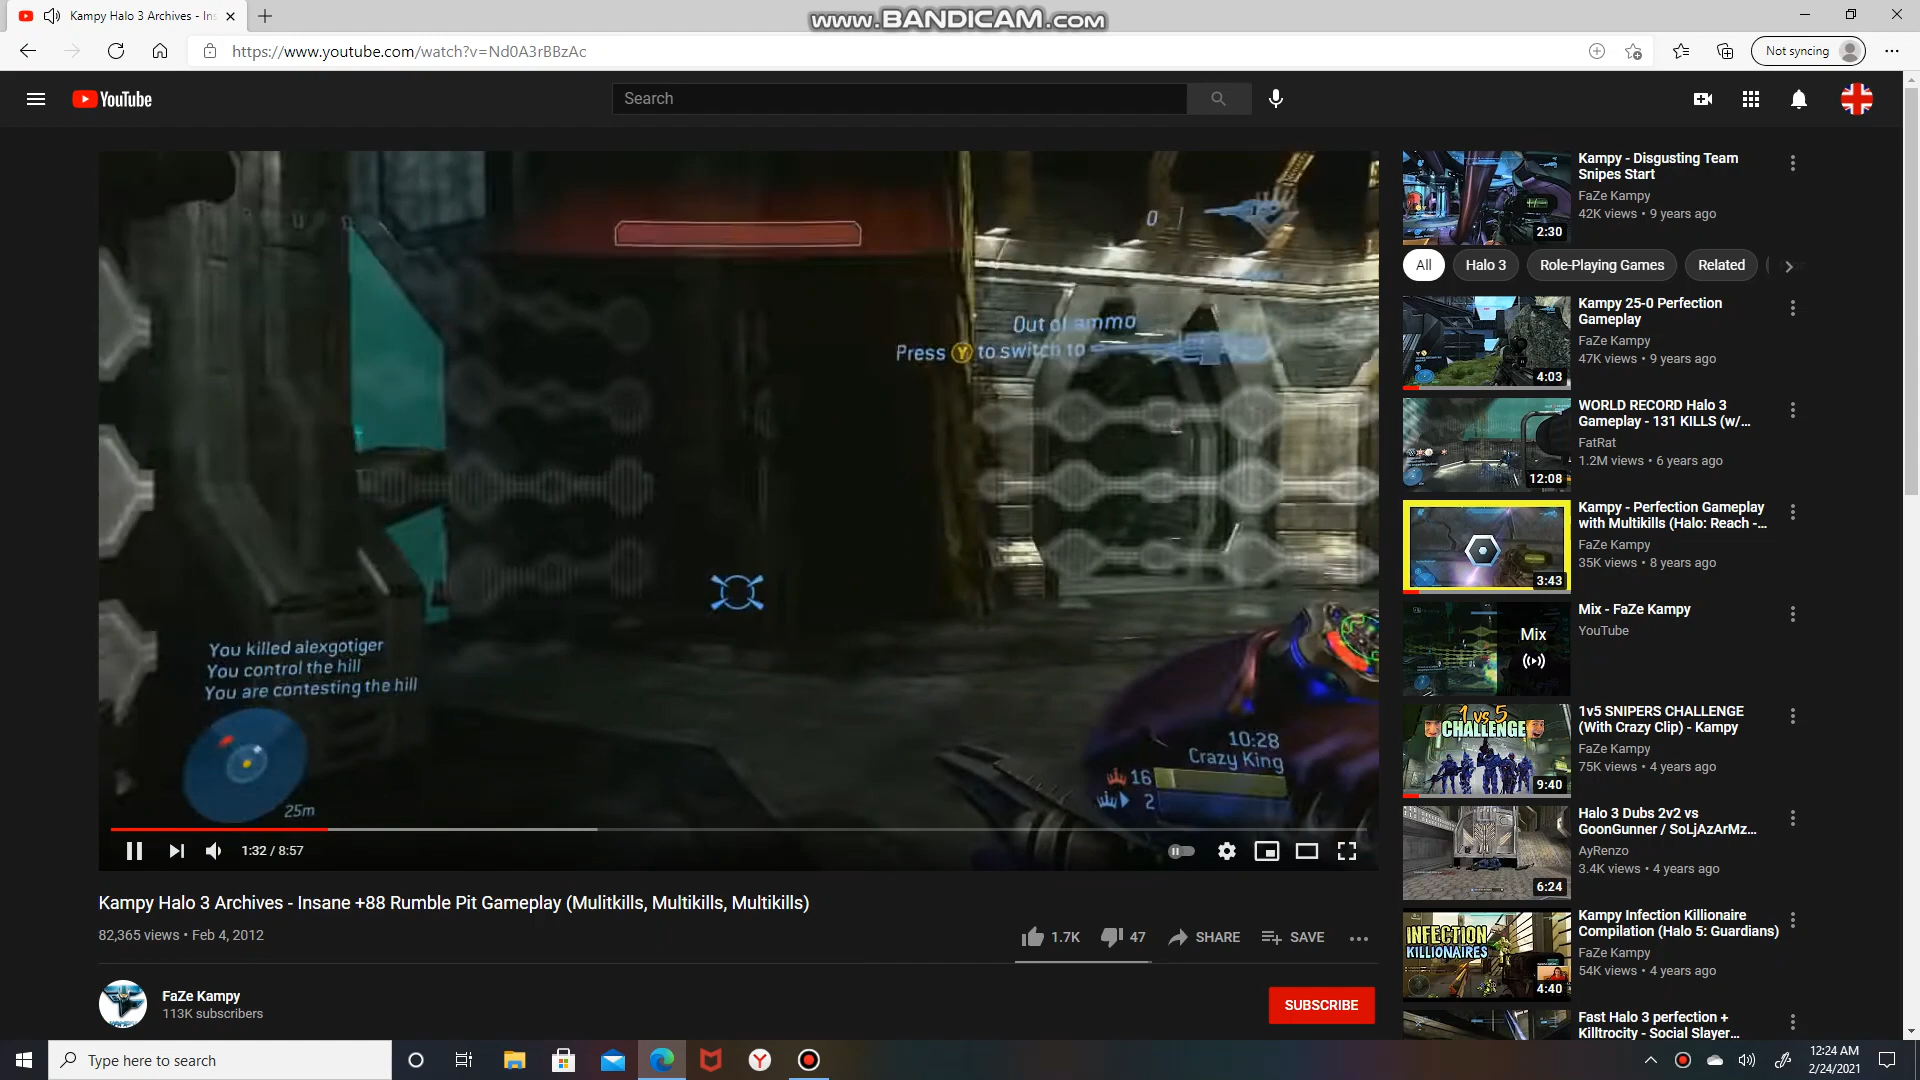 Kampy Halo 3 Archives - Ins
www.BANDICAM.com
https://www.youtube.com/watch?v=Nd0A3rBBzAc
Not syncing
YouTube
Search
0
Out of ammo
Press Y to switch to
You killed alexgotiger
You control the hill
You are contesting the hill
25m
10:28
Crazy King
16
2
1:32 / 8:57
Kampy Halo 3 Archives - Insane +88 Rumble Pit Gameplay (Mulitkills, Multikills, Multikills)
82,365 views • Feb 4, 2012
1.7K
47
SHARE
SAVE
FaZe Kampy
113K subscribers
SUBSCRIBE
2:30
Kampy - Disgusting Team
Snipes Start
FaZe Kampy
42K views • 9 years ago
All
Halo 3
Role-Playing Games
Related
4:03
Kampy 25-0 Perfection
Gameplay
FaZe Kampy
47K views • 9 years ago
12:08
WORLD RECORD Halo 3
Gameplay - 131 KILLS (w/...
FatRat
1.2M views • 6 years ago
3:43
Kampy - Perfection Gameplay
with Multikills (Halo: Reach -...
FaZe Kampy
35K views • 8 years ago
Mix
Mix - FaZe Kampy
YouTube
1 vs 5
CHALLENGE
9:40
1v5 SNIPERS CHALLENGE
(With Crazy Clip) - Kampy
FaZe Kampy
75K views • 4 years ago
6:24
Halo 3 Dubs 2v2 vs
GoonGunner / SoLjAzArMz...
AyRenzo
3.4K views • 4 years ago
INFECTION
KILLIONAIRES
4:40
Kampy Infection Killionaire
Compilation (Halo 5: Guardians)
FaZe Kampy
54K views • 4 years ago
Fast Halo 3 perfection +
Killtrocity - Social Slayer...
Type here to search
12:24 AM
2/24/2021